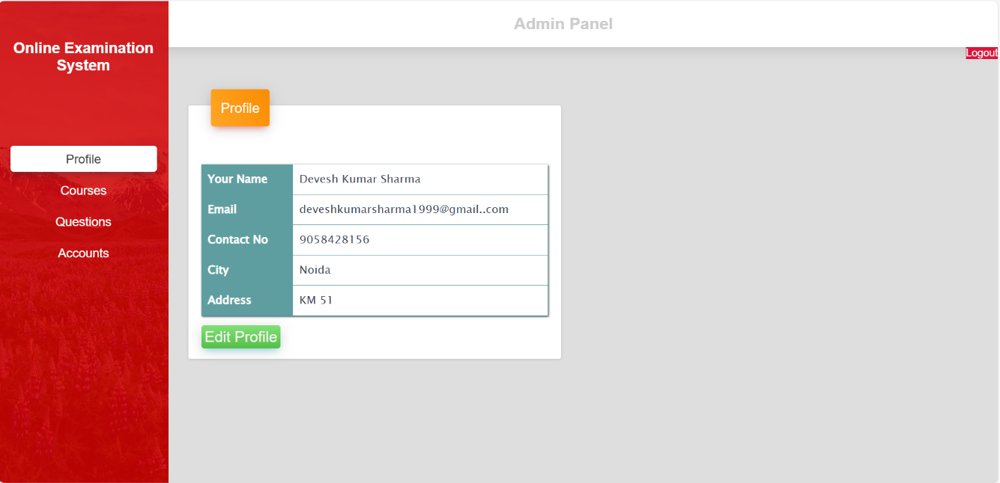 Online Examination
System
Admin Panel
Logout
Profile
Courses
Questions
Accounts
Profile
Your Name Devesh Kumar Sharma
Email deveshkumarsharma1999@gmail..com
Contact No 9058428156
City Noida
Address KM 51
Edit Profile